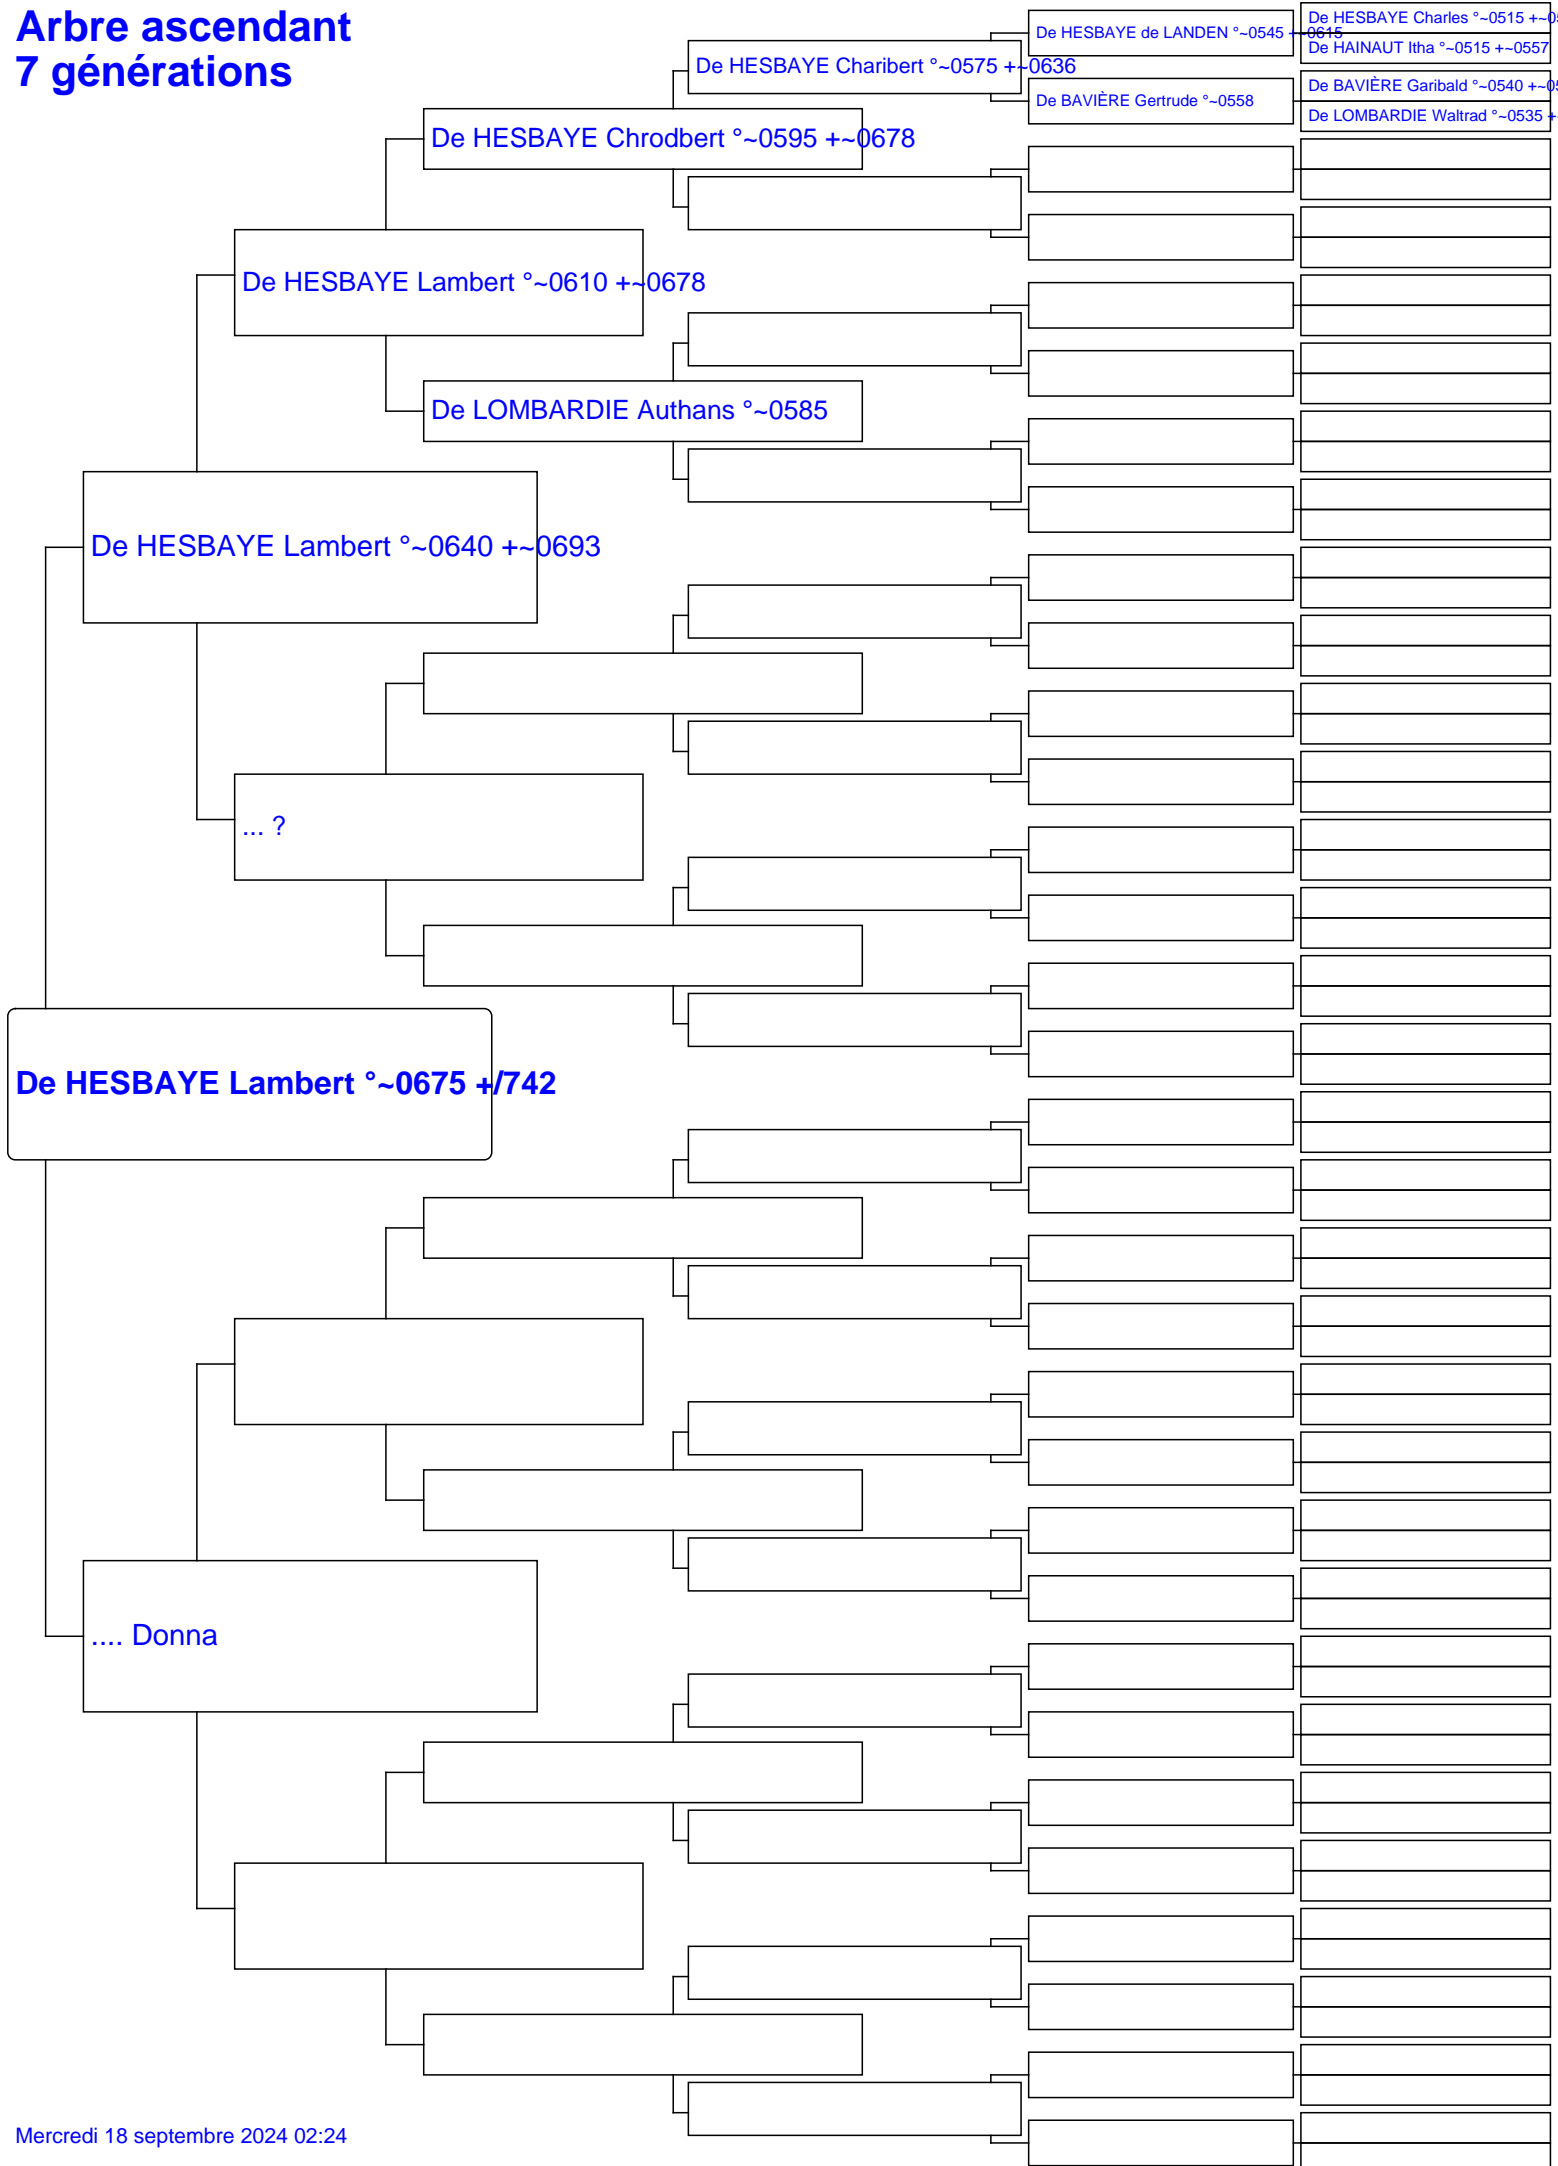 Arbre ascendant
7 générations
De HESBAYE Charles °~0515 +~05
De HESBAYE de LANDEN °~0545 +~0615
De HAINAUT Itha °~0515 +~0557
De HESBAYE Charibert °~0575 +~0636
De BAVIÈRE Garibald °~0540 +~05
De BAVIÈRE Gertrude °~0558
De LOMBARDIE Waltrad °~0535 +
De HESBAYE Chrodbert °~0595 +~0678
De HESBAYE Lambert °~0610 +~0678
De LOMBARDIE Authans °~0585
De HESBAYE Lambert °~0640 +~0693
... ?
De HESBAYE Lambert °~0675 +/742
.... Donna
Mercredi 18 septembre 2024 02:24